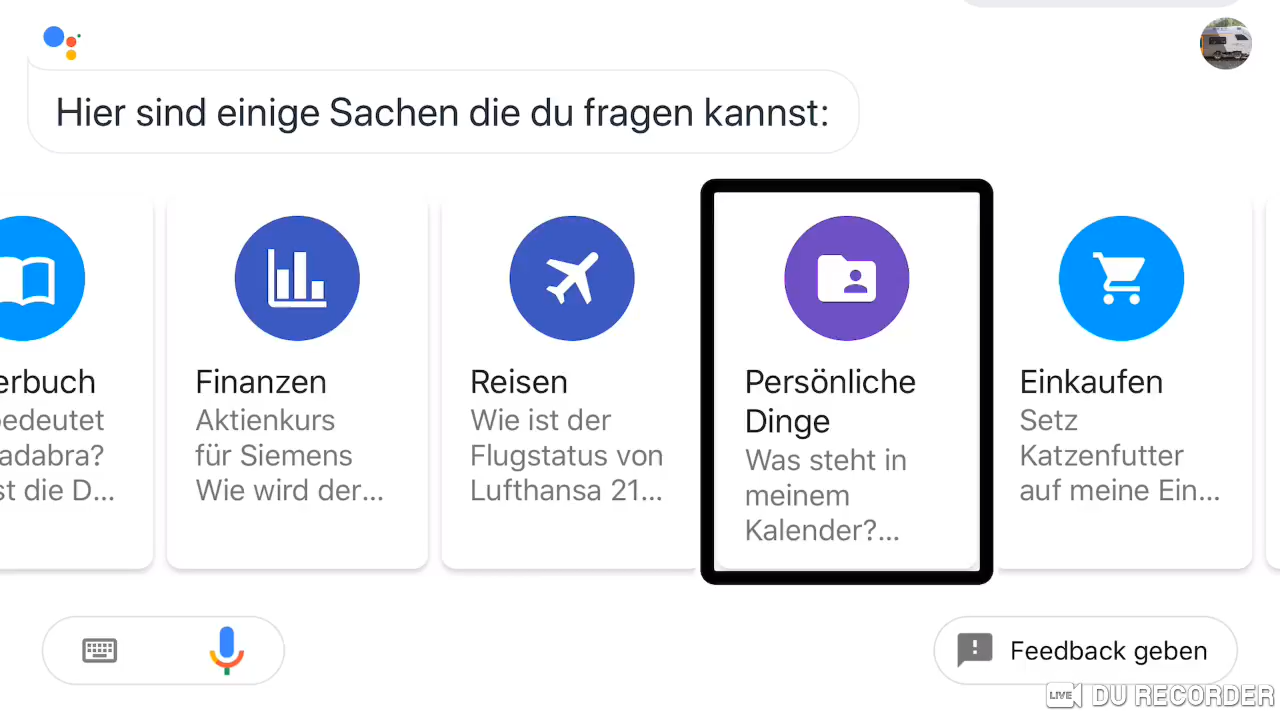 Hier sind einige Sachen die du fragen kannst:
erbuch
bedeutet
adabra?
st die D...
Finanzen
Aktienkurs
für Siemens
Wie wird der...
Reisen
Wie ist der
Flugstatus von
Lufthansa 21...
Persönliche
Dinge
Was steht in
meinem
Kalender?...
Einkaufen
Setz
Katzenfutter
auf meine Ein...
Feedback geben
LIVE DU RECORDER